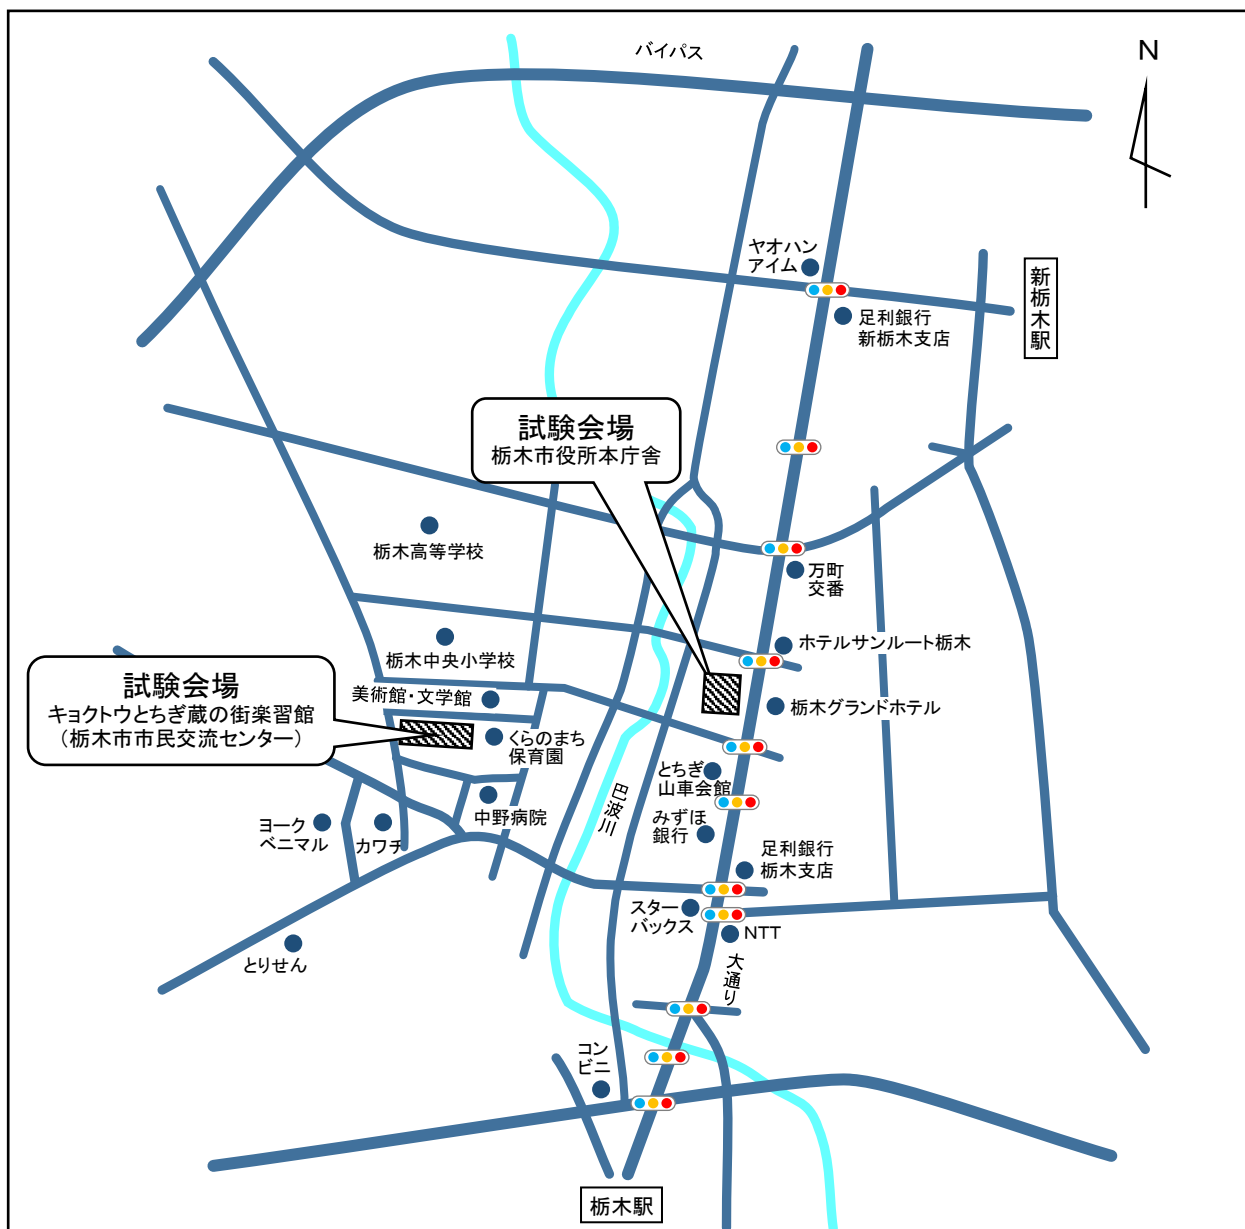 バイパス
N
ヤオハン
アイム
新栃木駅
足利銀行
新栃木支店
試験会場
栃木市役所本庁舎
栃木高等学校
万町
交番
ホテルサンルート栃木
栃木中央小学校
試験会場
キョクトウとちぎ蔵の街楽習館
(栃木市市民交流センター)
美術館・文学館
栃木グランドホテル
くらのまち
保育園
とちぎ
山車会館
巴波川
中野病院
みずほ
銀行
ヨーク
ベニマル
カワチ
足利銀行
栃木支店
スター
バックス
NTT
とりせん
大通り
コン
ビニ
栃木駅